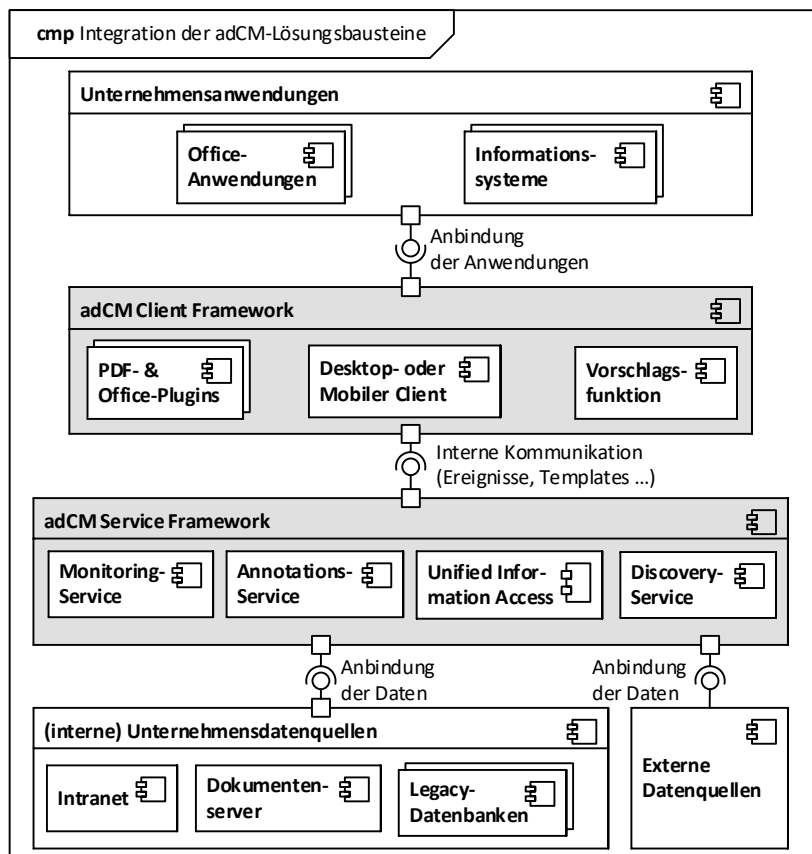 cmp Integration der adCM-Lösungsbausteine
Unternehmensanwendungen
Office-
Anwendungen
Informations-
systeme
Anbindung
der Anwendungen
adCM Client Framework
PDF- &
Office-Plugins
Desktop- oder
Mobiler Client
Vorschlags-
funktion
Interne Kommunikation
(Ereignisse, Templates ...)
adCM Service Framework
Monitoring-
Service
Annotations-
Service
Unified Infor-
mation Access
Discovery-
Service
Anbindung
der Daten
Anbindung
der Daten
(interne) Unternehmensdatenquellen
Intranet
Dokumenten-
server
Legacy-
Datenbanken
Externe
Datenquellen